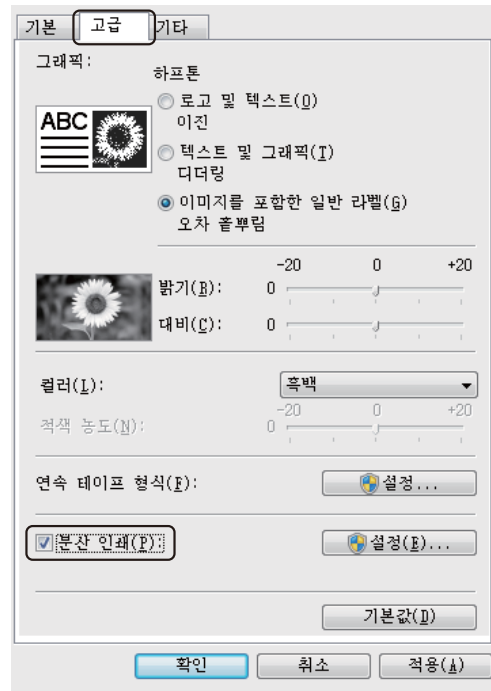 기본 고급 기타
그래픽:
하프톤
ABC
로고 및 텍스트(O)
이진
텍스트 및 그래픽(T)
디더링
이미지를 포함한 일반 라벨(G)
오차 흩뿌림
-20 0 +20
밝기(B): 0
대비(C): 0
컬러(L): 흑백
-20 0 +20
적색 농도(N): 0
연속 테이프 형식(F): 설정...
분산 인쇄(P): 설정(E)...
기본값(D)
확인 취소 적용(A)